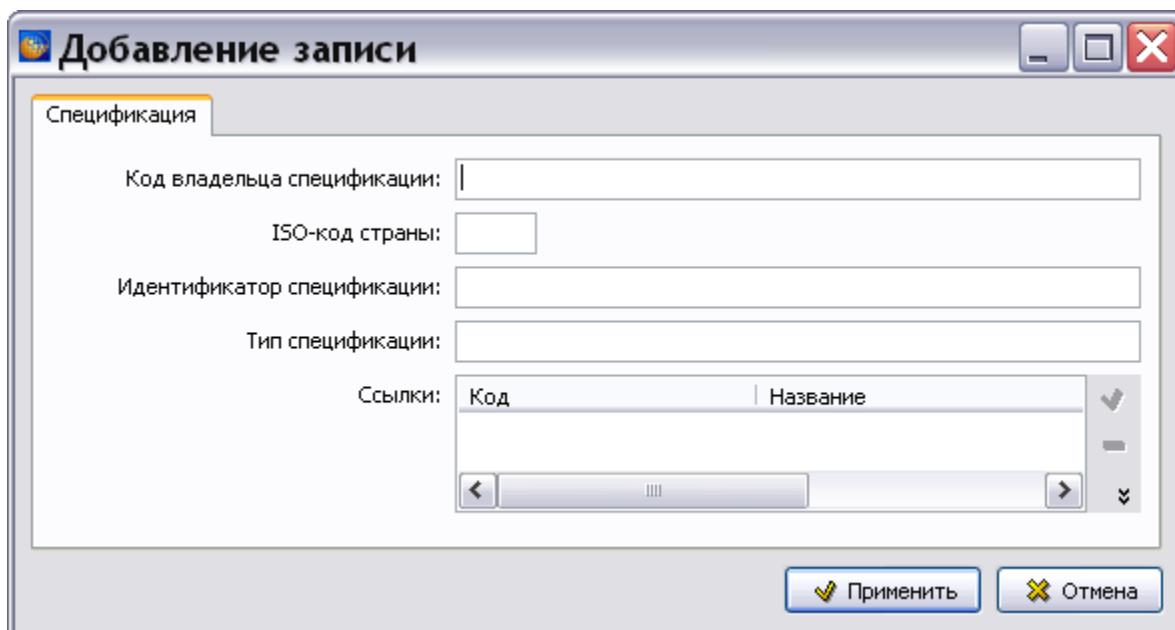 Добавление записи
Спецификация
Код владельца спецификации:
ISO-код страны:
Идентификатор спецификации:
Тип спецификации:
Ссылки: Код Название
Применить Отмена